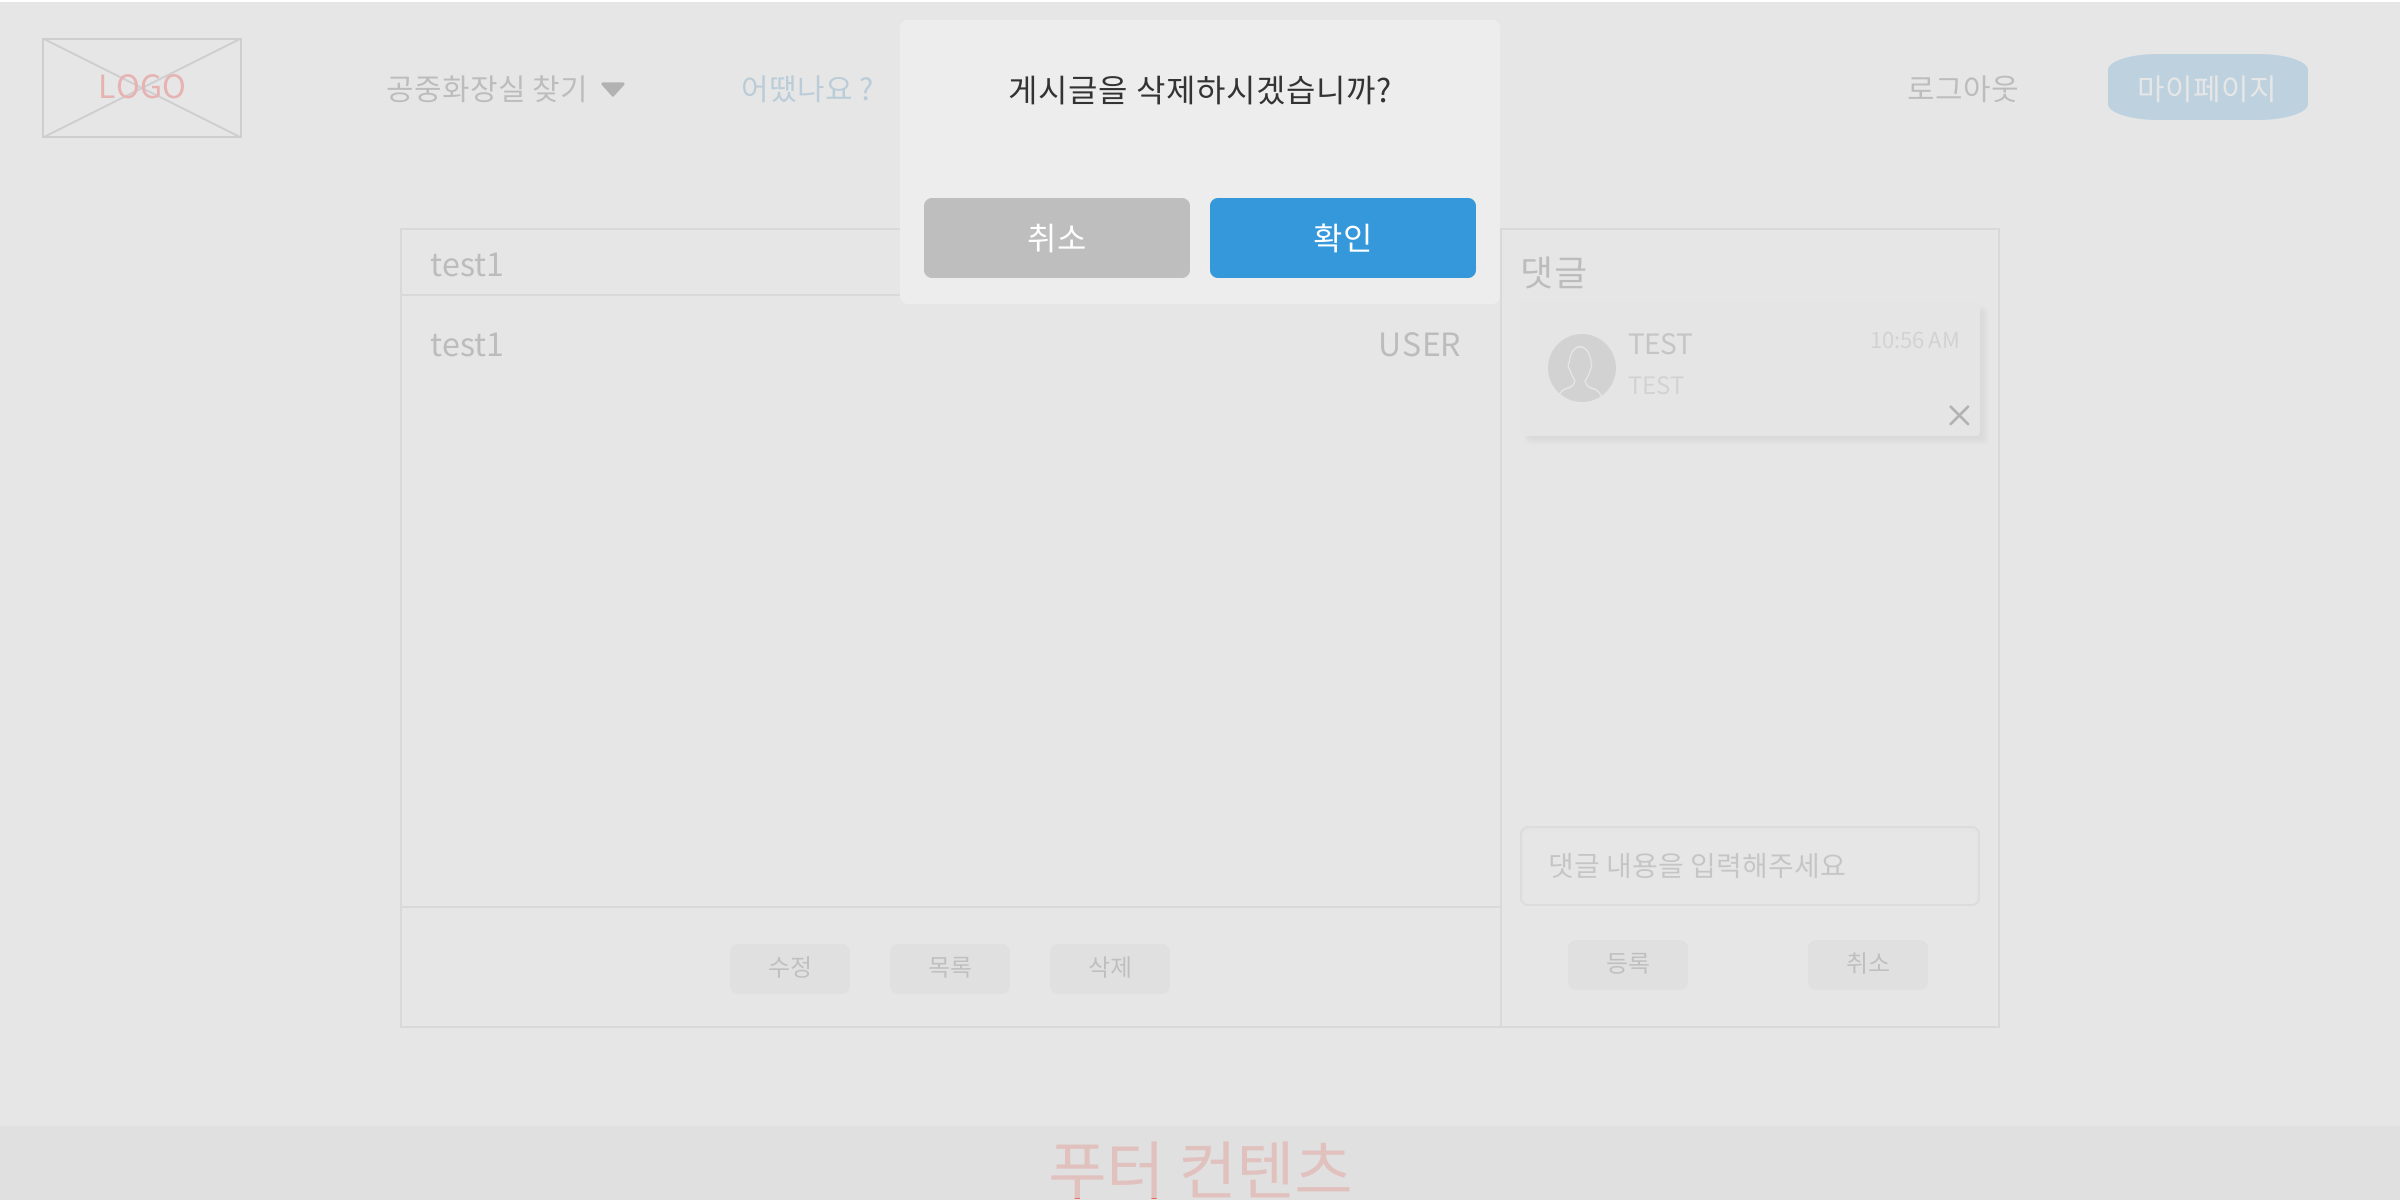 LOGO
공중화장실 찾기
어땠나요 ?
로그아웃
마이페이지
게시글을 삭제하시겠습니까?
취소
확인
test1
test1
USER
댓글
TEST
10:56 AM
TEST
댓글 내용을 입력해주세요
등록
취소
수정
목록
삭제
푸터 컨텐츠